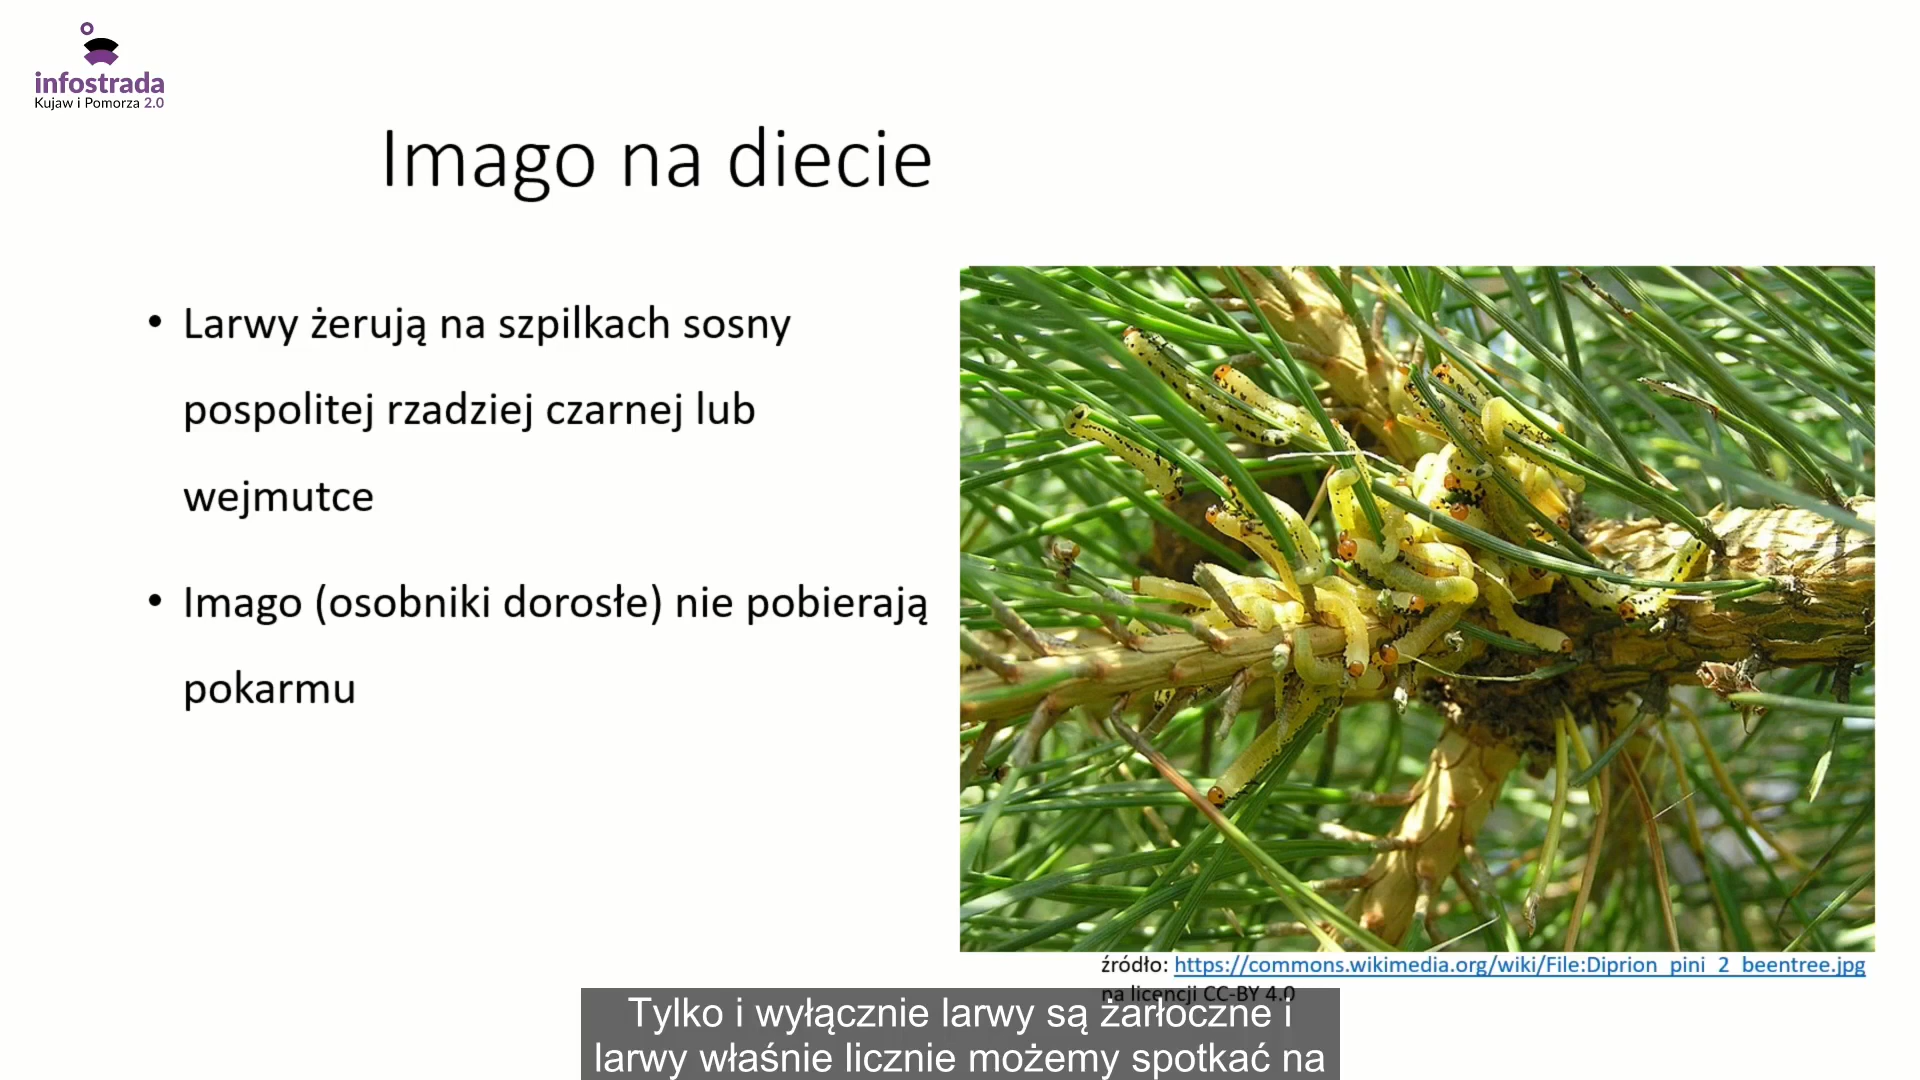 infostrada
Kujaw i Pomorza 2.0
Imago na diecie
• Larwy żerują na szpilkach sosny
pospolitej rzadziej czarnej lub
wejmutce
• Imago (osobniki dorosłe) nie pobierają
pokarmu
źródło: https://commons.wikimedia.org/wiki/File:Diprion_pini_2_beentree.jpg
na licencji CC-BY 4.0
Tylko i wyłącznie larwy są żarłoczne i
larwy właśnie licznie możemy spotkać na